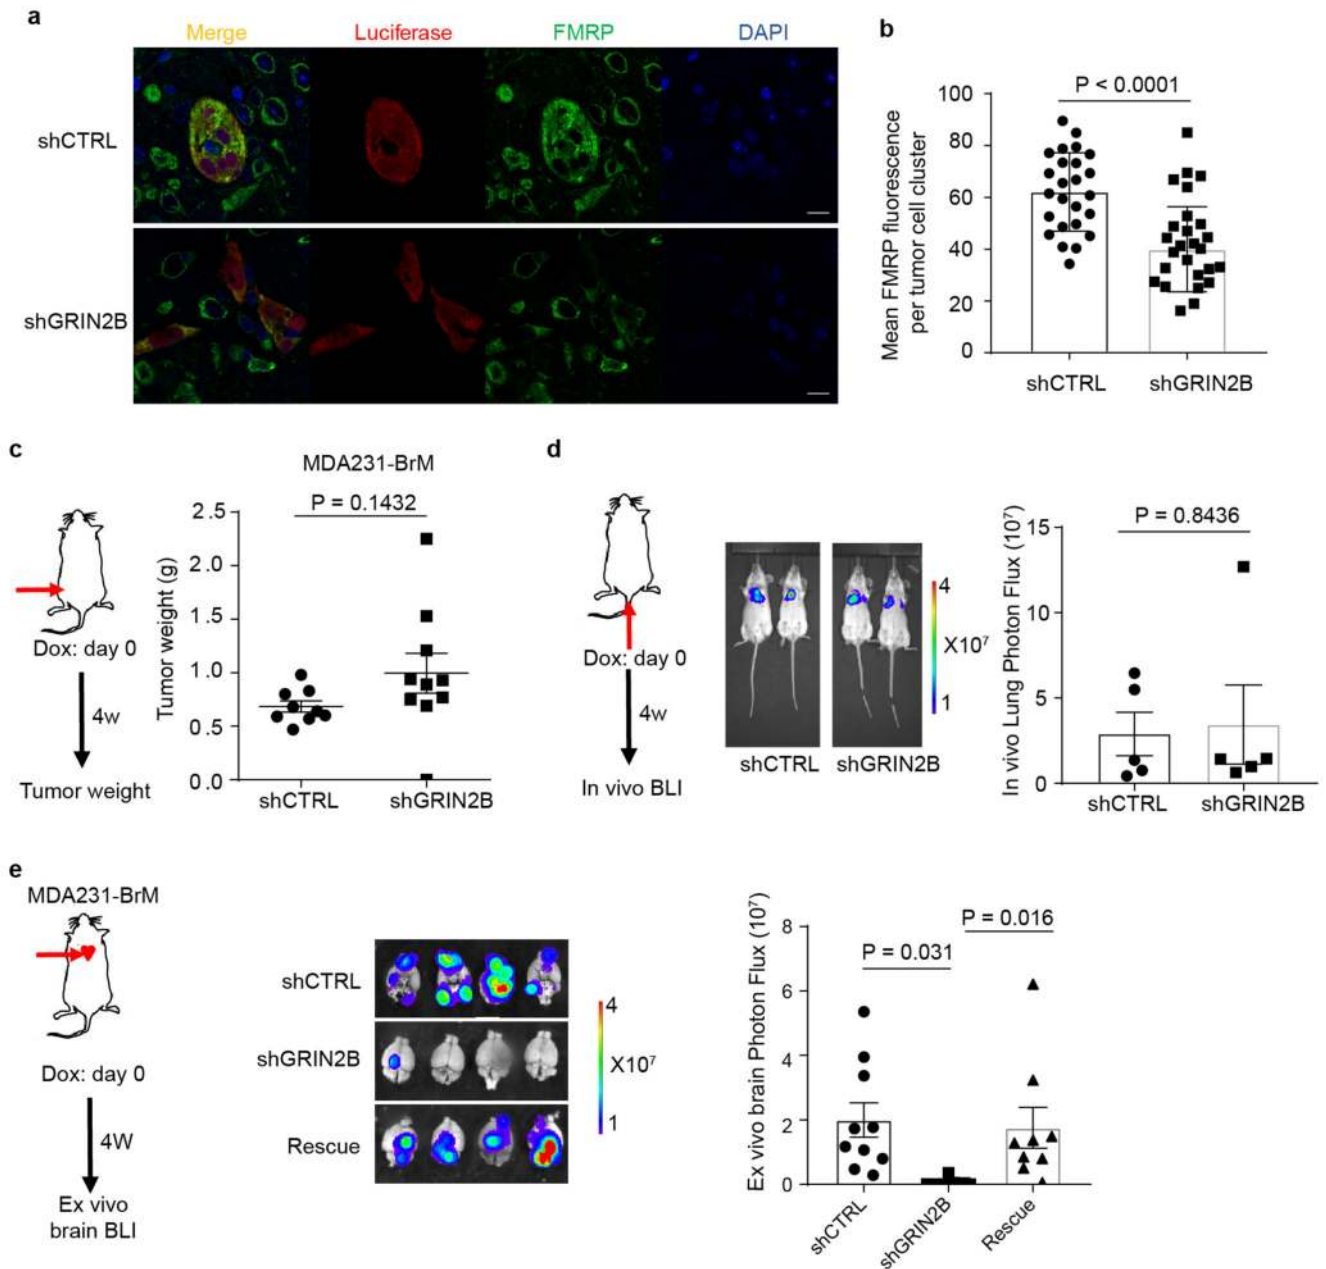 a
Merge
Luciferase
FMRP
DAPI
shCTRL
shGRIN2B
b
P < 0.0001
Mean FMRP fluorescence
per tumor cell cluster
100
80
60
40
20
0
shCTRL
shGRIN2B
c
Dox: day 0
4w
Tumor weight
MDA231-BrM
P = 0.1432
Tumor weight (g)
2.5
2.0
1.5
1.0
0.5
0.0
shCTRL
shGRIN2B
d
Dox: day 0
4w
In vivo BLI
shCTRL
shGRIN2B
4
X10⁷
1
P = 0.8436
In vivo Lung Photon Flux (10⁷)
15
10
5
0
shCTRL
shGRIN2B
e
MDA231-BrM
Dox: day 0
4W
Ex vivo
brain BLI
shCTRL
shGRIN2B
Rescue
4
X10⁷
1
P = 0.016
P = 0.031
Ex vivo brain Photon Flux (10⁷)
8
6
4
2
0
shCTRL
shGRIN2B
Rescue